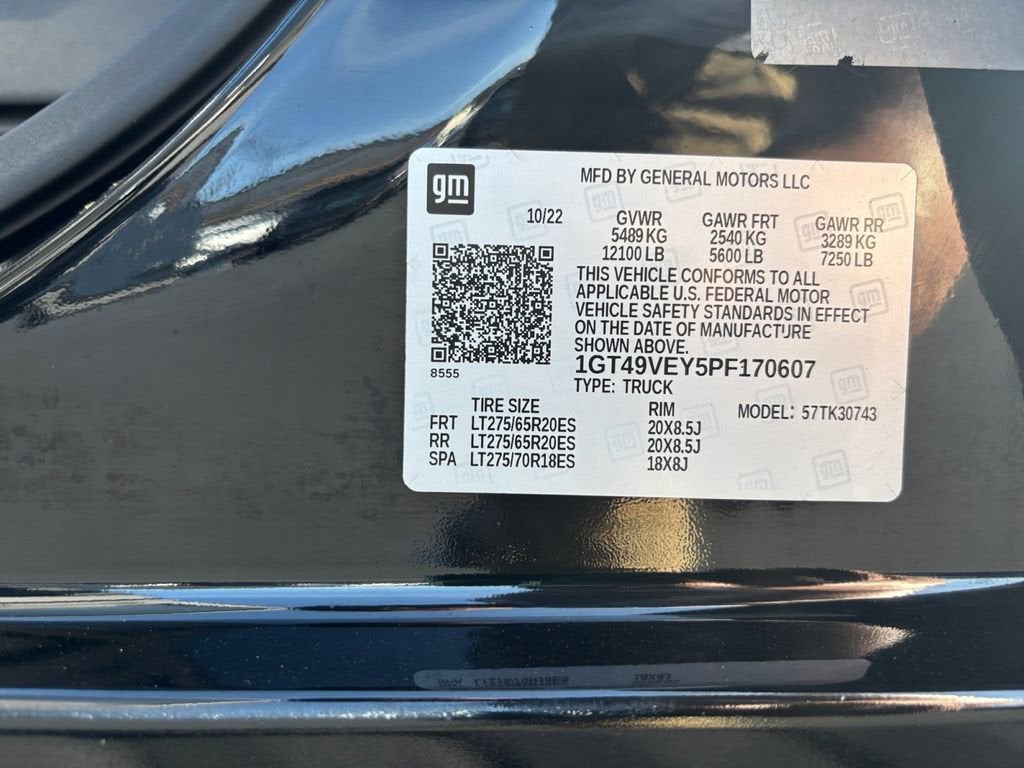 gm
MFD BY GENERAL MOTORS LLC
10/22 GVWR GAWR FRT GAWR RR
5489 KG 2540 KG 3289 KG
12100 LB 5600 LB 7250 LB
THIS VEHICLE CONFORMS TO ALL
APPLICABLE U.S. FEDERAL MOTOR
VEHICLE SAFETY STANDARDS IN EFFECT
ON THE DATE OF MANUFACTURE
SHOWN ABOVE.
8555
1GT49VEY5PF170607
TYPE: TRUCK
TIRE SIZE RIM MODEL: 57TK30743
FRT LT275/65R20ES 20X8.5J
RR LT275/65R20ES 20X8.5J
SPA LT275/70R18ES 18X8J